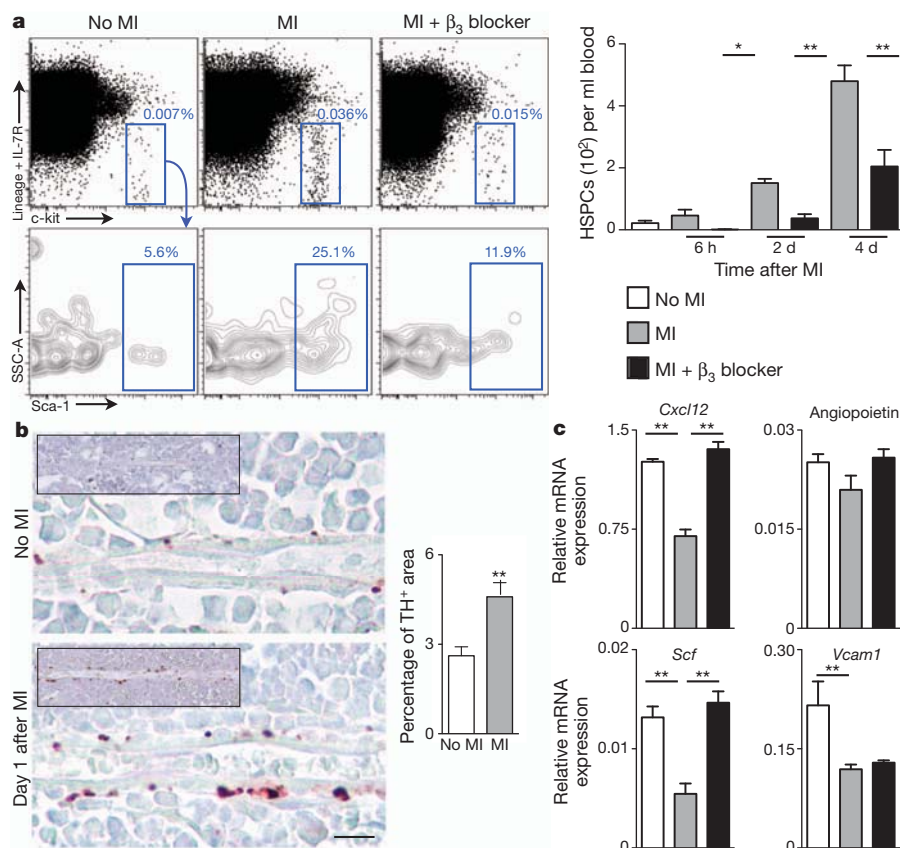 a
No MI
MI
MI + β3 blocker
Lineage + IL-7R
c-kit
0.007%
0.036%
0.015%
SSC-A
Sca-1
5.6%
25.1%
11.9%
HSPCs (10²) per ml blood
6
4
2
0
*
**
**
6 h
2 d
4 d
Time after MI
No MI
MI
MI + β3 blocker
b
No MI
Day 1 after MI
Percentage of TH+ area
6
3
0
**
No MI
MI
c
Cxcl12
Relative mRNA
expression
1.5
0.75
0
**
**
Angiopoietin
0.03
0.015
0
Scf
Relative mRNA
expression
0.02
0.01
0
**
**
Vcam1
0.30
0.15
0
**